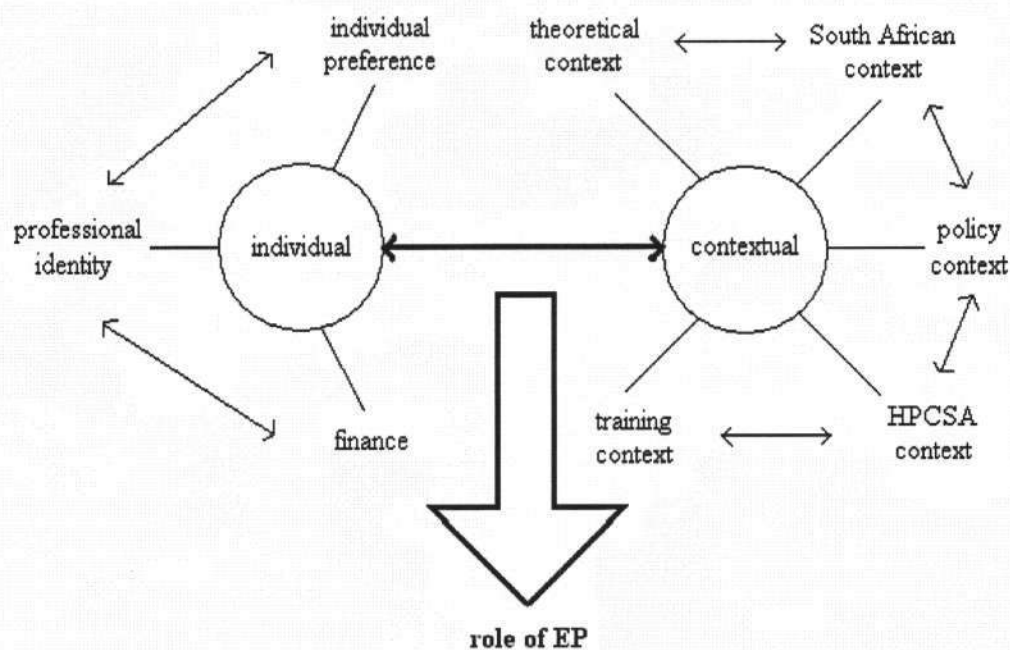 individual
preference
theoretical
context
South African
context
professional
identity
individual
contextual
policy
context
finance
training
context
HPCSA
context
role of EP